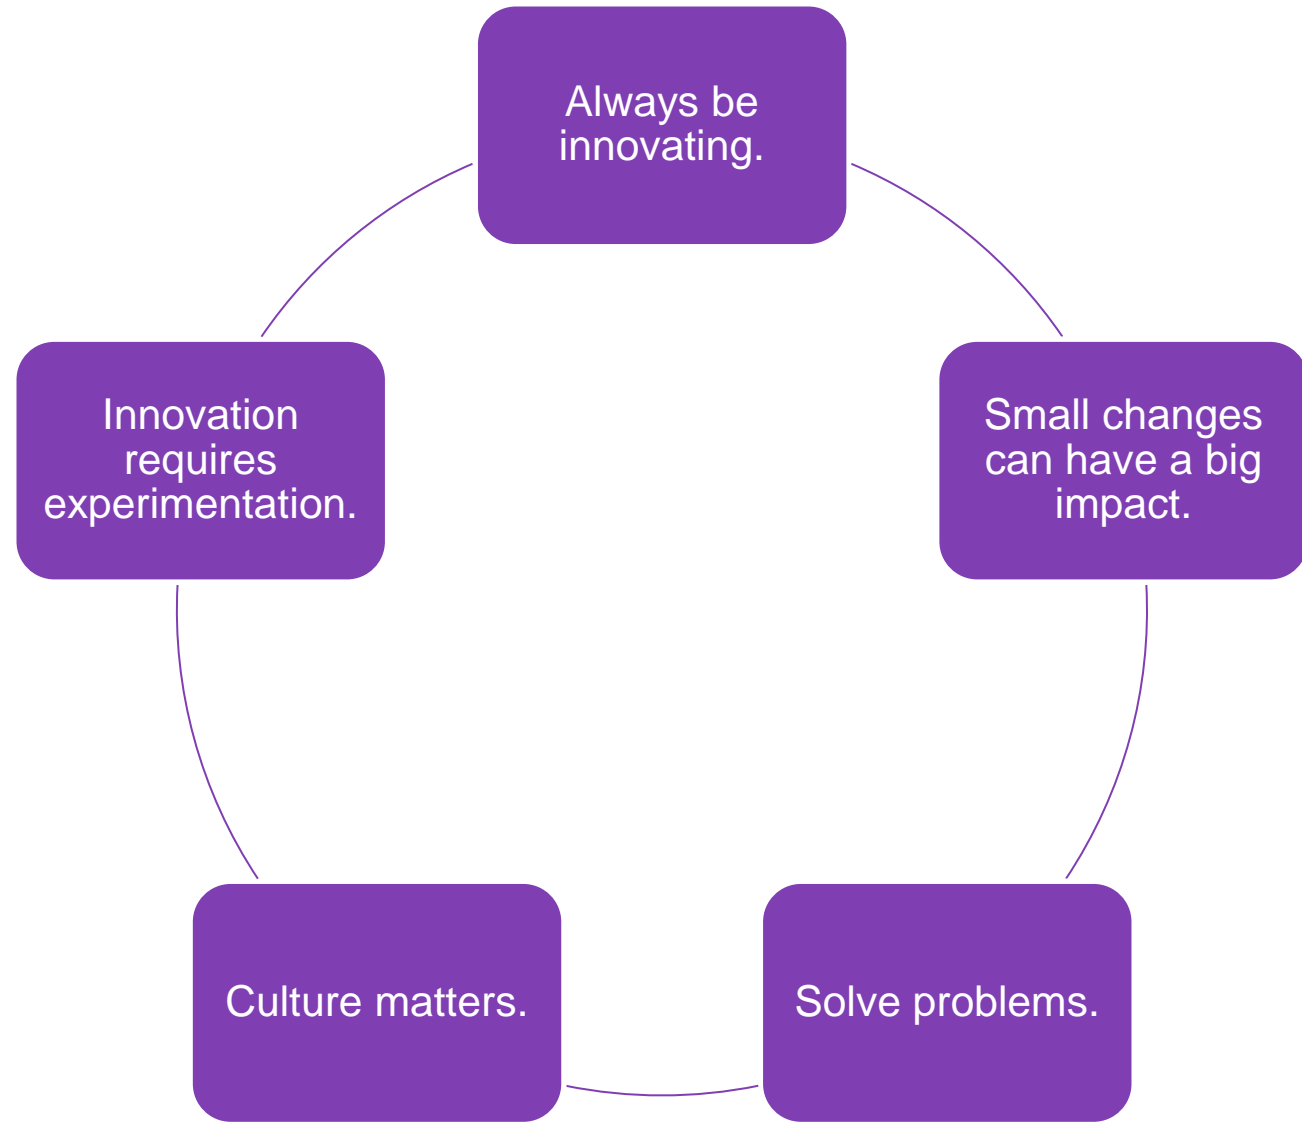 Always be
innovating.
Small changes
can have a big
impact.
Solve problems.
Culture matters.
Innovation
requires
experimentation.